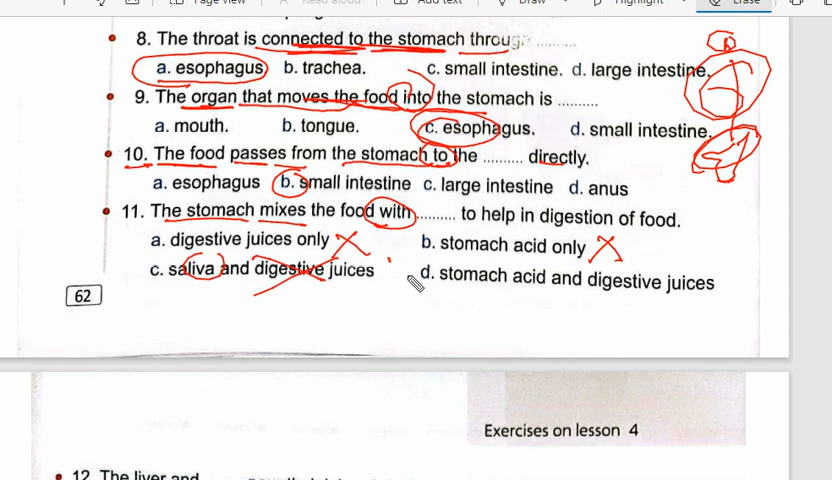 Page view
Read aloud
Add text
Draw
Highlight
Erase
8. The throat is connected to the stomach through ..........
a. esophagus b. trachea. c. small intestine. d. large intestine.
9. The organ that moves the food into the stomach is ..........
a. mouth. b. tongue. c. esophagus. d. small intestine.
10. The food passes from the stomach to the .......... directly.
a. esophagus b. small intestine c. large intestine d. anus
11. The stomach mixes the food with .......... to help in digestion of food.
a. digestive juices only b. stomach acid only
c. saliva and digestive juices d. stomach acid and digestive juices
62
Exercises on lesson 4
12. The liver and